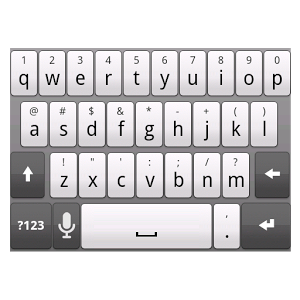 1 2 3 4 5 6 7 8 9 0
q w e r t y u i o p
@ # $ & * - + ( )
a s d f g h j k l
! " ' : ; / ?
z x c v b n m
?123 , .